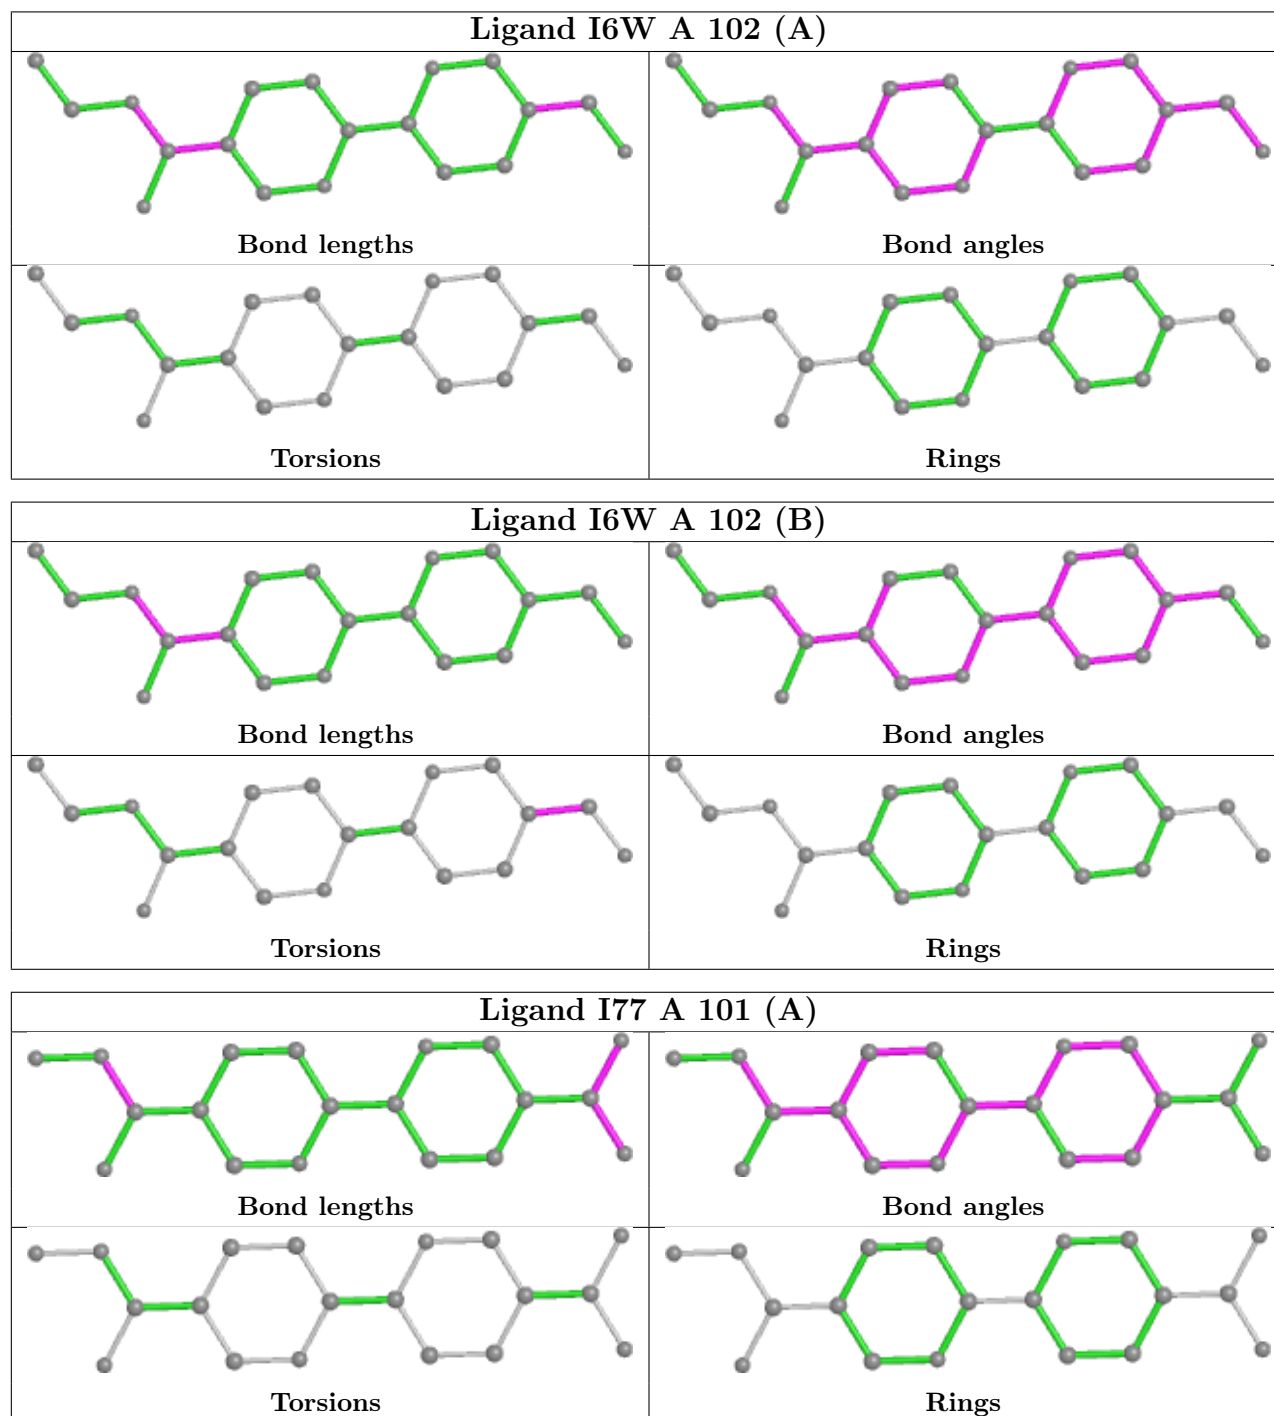 Ligand I6W A 102 (A)
Bond lengths
Bond angles
Torsions
Rings
Ligand I6W A 102 (B)
Bond lengths
Bond angles
Torsions
Rings
Ligand I77 A 101 (A)
Bond lengths
Bond angles
Torsions
Rings